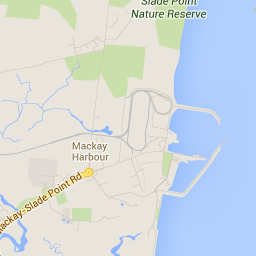 Slade Point
Nature Reserve
Mackay
Harbour
Mackay-Slade Point Rd